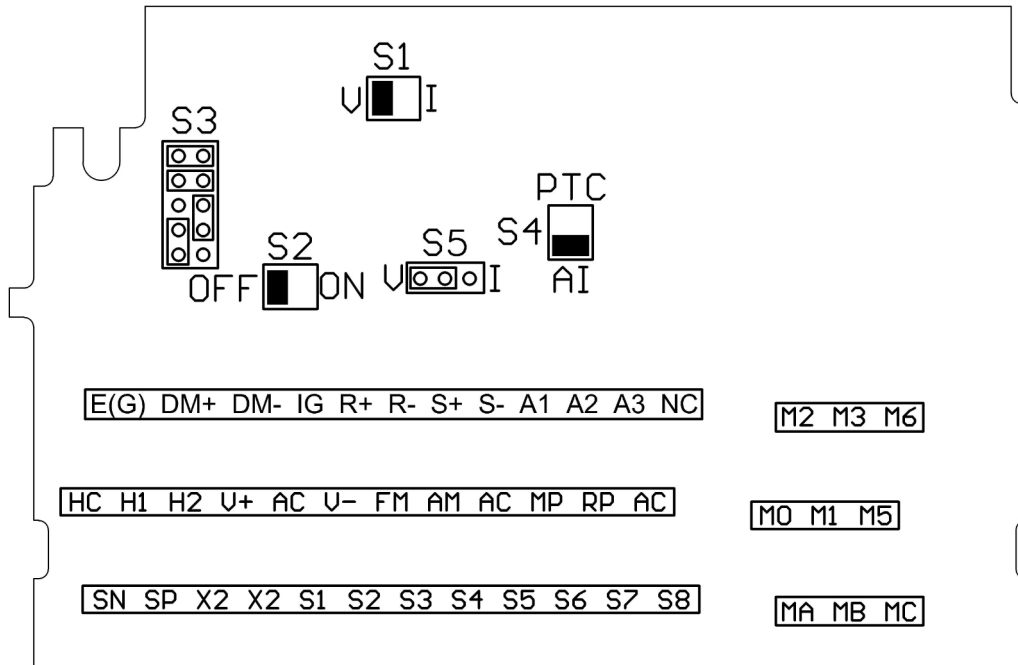 S1
V I
S3
PTC
S4
AI
S2
OFF ON
S5
V I
E(G) DM+ DM- IG R+ R- S+ S- A1 A2 A3 NC
M2 M3 M6
HC H1 H2 V+ AC V- FM AM AC MP RP AC
M0 M1 M5
SN SP X2 X2 S1 S2 S3 S4 S5 S6 S7 S8
MA MB MC